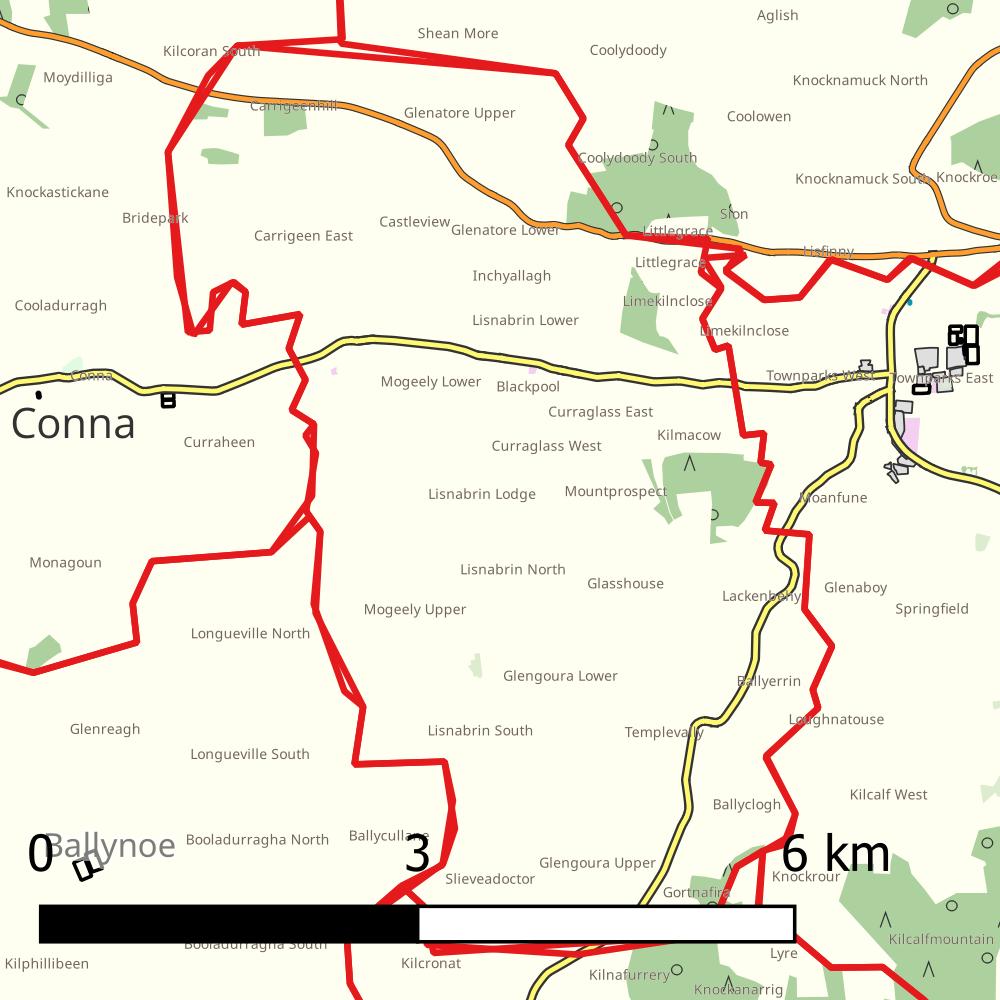 Aglish
Shean More
Kilcoran South
Coolydoody
Moydilliga
Knocknamuck North
Carrigeenhill
Glenatore Upper
Coolowen
Coolydoody South
Knocknamuck South
Knockroe
Knockastickane
Bridepark
Castleview
Glenatore Lower
Sion
Carrigeen East
Littlegrace
Lisfinny
Littlegrace
Inchyallagh
Cooladurragh
Limekilnclose
Lisnabrin Lower
Limekilnclose
Conna
Mogeely Lower
Blackpool
Townparks West
Townparks East
Conna
Curraglass East
Curraheen
Curraglass West
Kilmacow
Lisnabrin Lodge
Mountprospect
Moanfune
Monagoun
Lisnabrin North
Glasshouse
Glenaboy
Lackenbehy
Mogeely Upper
Springfield
Longueville North
Glengoura Lower
Ballyerrin
Glenreagh
Lisnabrin South
Templevally
Loughnatouse
Longueville South
Ballyclogh
Kilcalf West
Ballynoe
Booladurragha North
Ballycullane
0 3 6 km
Glengoura Upper
Slieveadoctor
Gortnafira
Knockrour
Booladurragha South
Kilcalfmountain
Kilphillibeen
Kilcronat
Lyre
Kilnafurrery
Knockanarrig